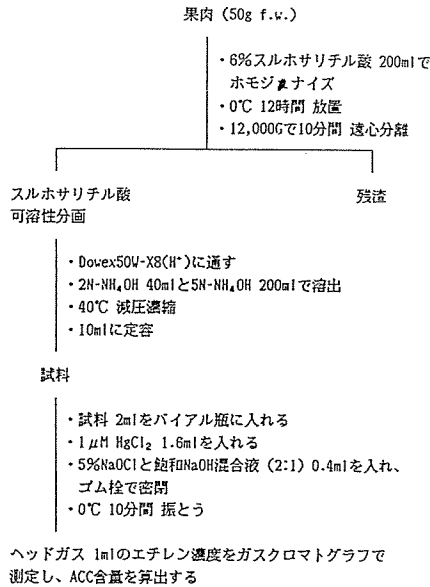 果肉 (50g f.w.)
・6%スルホサリチル酸 200mlで
ホモジナイズ
・0℃ 12時間 放置
・12,000Gで10分間 遠心分離
スルホサリチル酸
可溶性分画
残渣
・Dowex50W-X8(H⁺)に通す
・2N-NH₄OH 40mlと5N-NH₄OH 200mlで溶出
・40℃ 減圧濃縮
・10mlに定容
試料
・試料 2mlをバイアル瓶に入れる
・1μM HgCl₂ 1.6mlを入れる
・5%NaOClと飽和NaOH混合液 (2:1) 0.4mlを入れ、
ゴム栓で密閉
・0℃ 10分間 振とう
ヘッドガス 1mlのエチレン濃度をガスクロマトグラフで
測定し、ACC含量を算出する